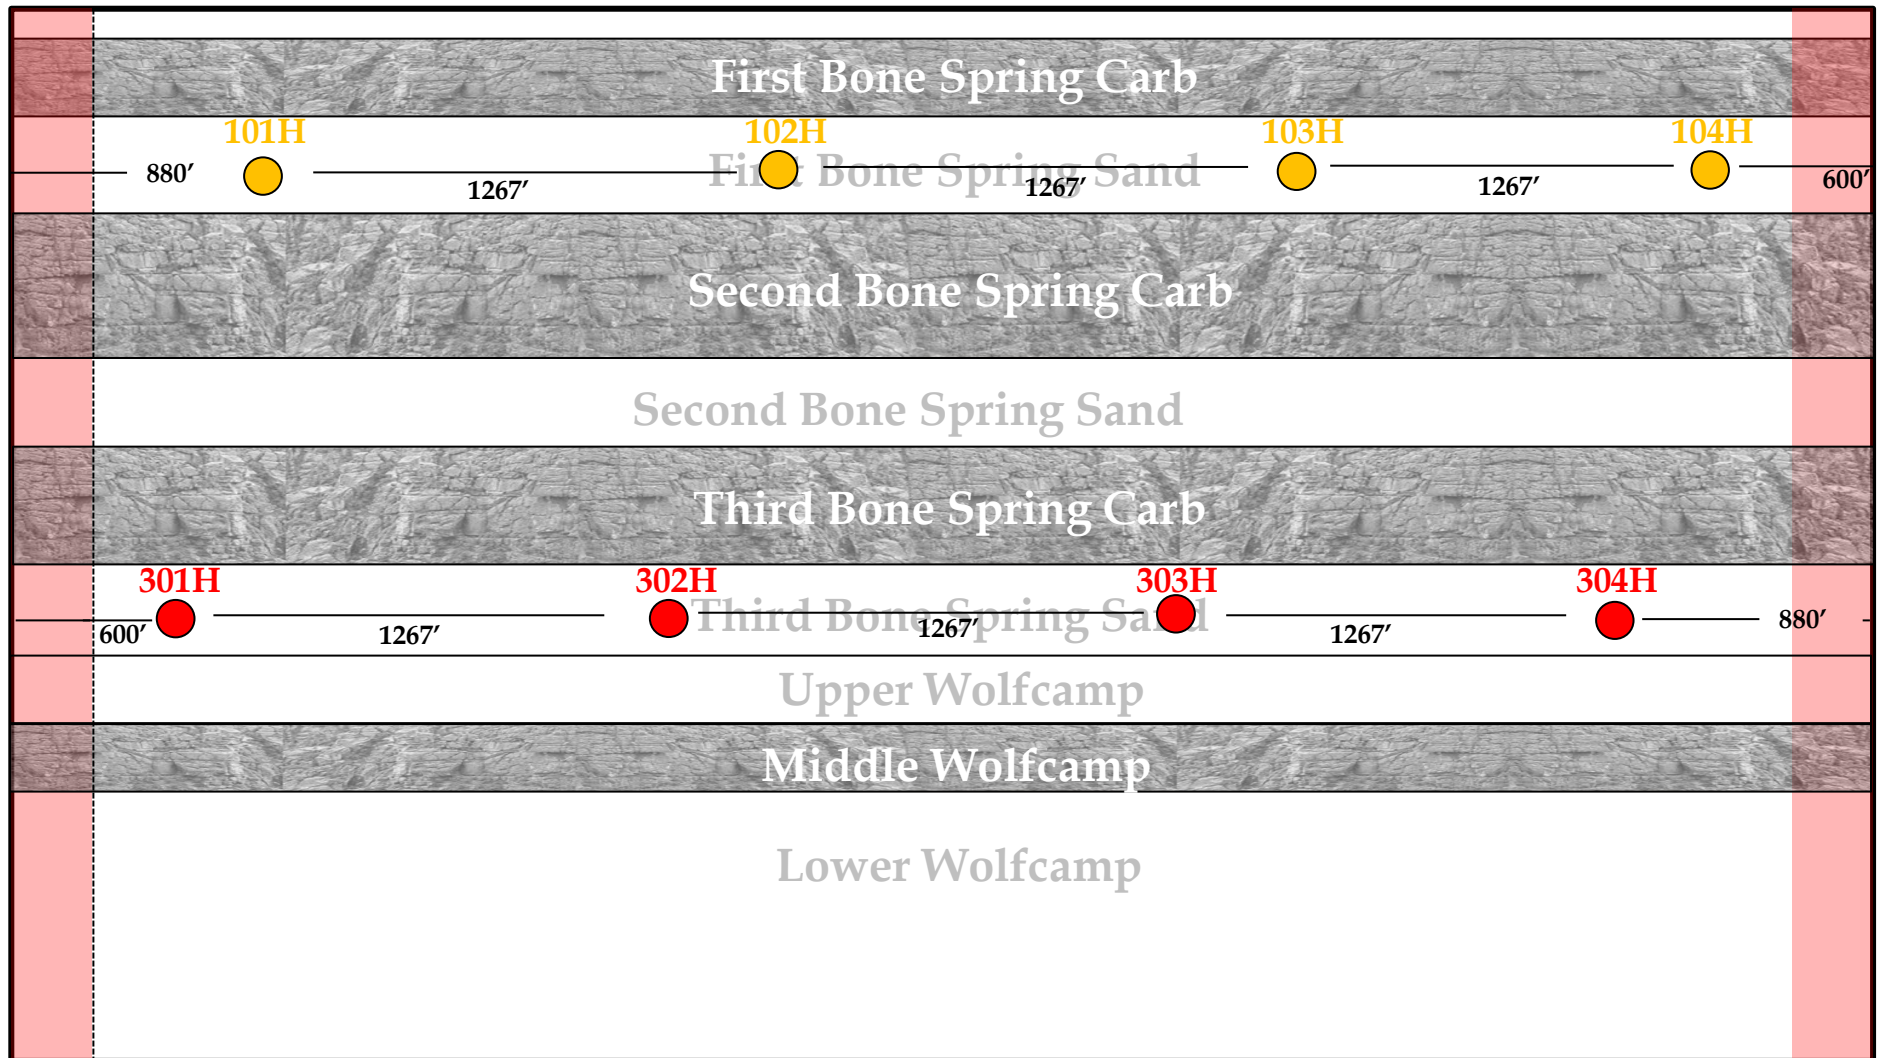 First Bone Spring Carb
101H 102H 103H 104H
First Bone Spring Sand
880′ 1267′ 1267′ 1267′ 600′
Second Bone Spring Carb
Second Bone Spring Sand
Third Bone Spring Carb
301H 302H 303H 304H
Third Bone Spring Sand
600′ 1267′ 1267′ 1267′ 880′
Upper Wolfcamp
Middle Wolfcamp
Lower Wolfcamp